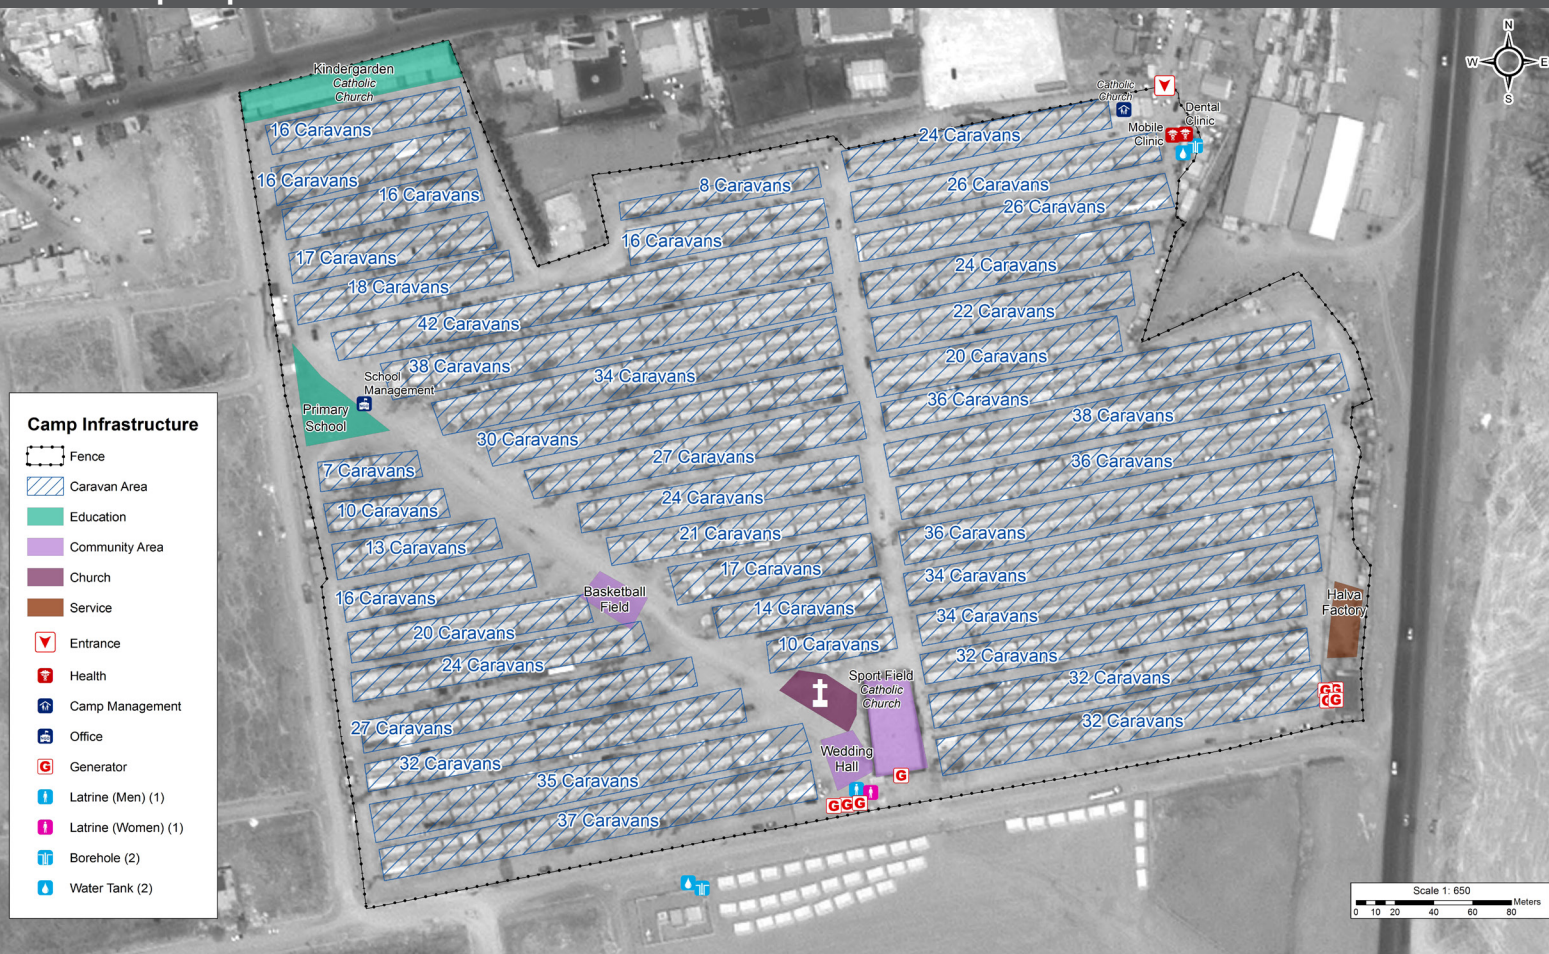 N
W
E
S
Kindergarden
Catholic
Church
16 Caravans
16 Caravans
16 Caravans
17 Caravans
18 Caravans
42 Caravans
38 Caravans
34 Caravans
30 Caravans
27 Caravans
24 Caravans
21 Caravans
17 Caravans
14 Caravans
10 Caravans
8 Caravans
16 Caravans
Catholic
Church
Dental
Clinic
Mobile
Clinic
24 Caravans
26 Caravans
26 Caravans
24 Caravans
22 Caravans
20 Caravans
36 Caravans
38 Caravans
36 Caravans
36 Caravans
34 Caravans
34 Caravans
32 Caravans
32 Caravans
32 Caravans
Halva
Factory
G
G
G
G
School
Management
Primary
School
7 Caravans
10 Caravans
13 Caravans
16 Caravans
20 Caravans
24 Caravans
27 Caravans
32 Caravans
35 Caravans
37 Caravans
Basketball
Field
Sport Field
Catholic
Church
Wedding
Hall
G
G
G
G
Camp Infrastructure
Fence
Caravan Area
Education
Community Area
Church
Service
Entrance
Health
Camp Management
Office
G Generator
Latrine (Men) (1)
Latrine (Women) (1)
Borehole (2)
Water Tank (2)
Scale 1: 650
Meters
0 10 20 40 60 80